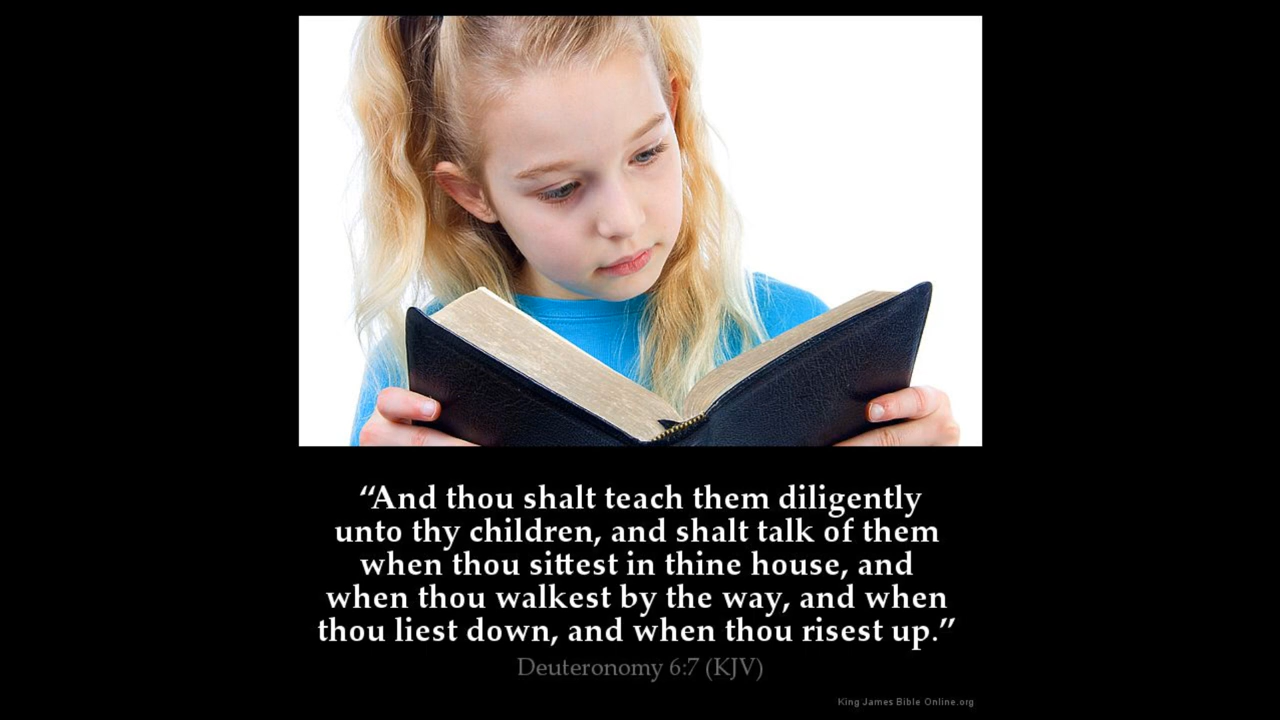 “And thou shalt teach them diligently
unto thy children, and shalt talk of them
when thou sittest in thine house, and
when thou walkest by the way, and when
thou liest down, and when thou risest up.”
Deuteronomy 6:7 (KJV)
King James Bible Online.org